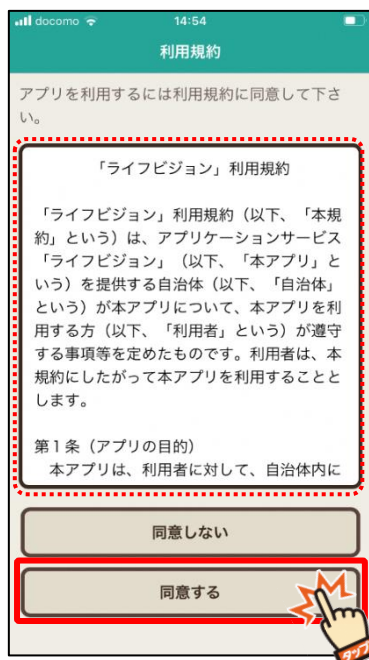 docomo 14:54
利用規約
アプリを利用するには利用規約に同意して下さ
い。
「ライフビジョン」利用規約
「ライフビジョン」利用規約（以下、「本規
約」という）は、アプリケーションサービス
「ライフビジョン」（以下、「本アプリ」と
いう）を提供する自治体（以下、「自治体」
という）が本アプリについて、本アプリを利
用する方（以下、「利用者」という）が遵守
する事項等を定めたものです。利用者は、本
規約にしたがって本アプリを利用することと
します。
第1条（アプリの目的）
本アプリは、利用者に対して、自治体内に
同意しない
同意する
タップ